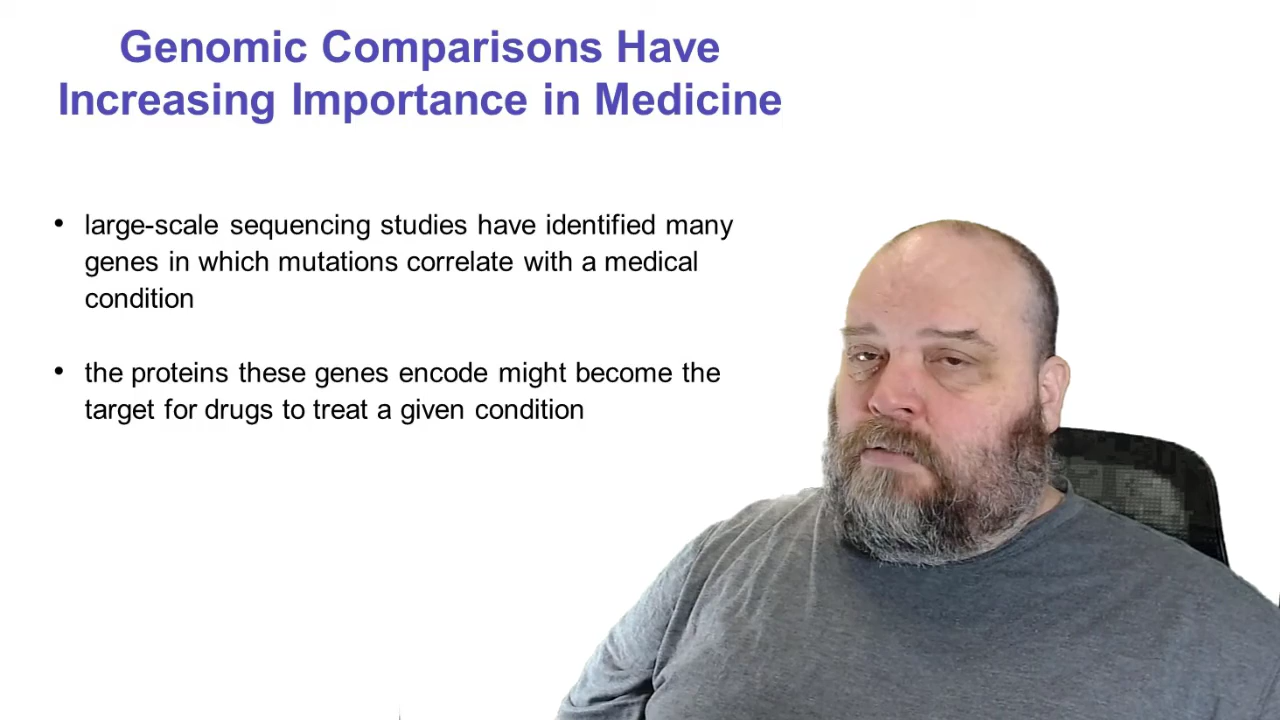 Genomic Comparisons Have
Increasing Importance in Medicine
• large-scale sequencing studies have identified many
genes in which mutations correlate with a medical
condition
• the proteins these genes encode might become the
target for drugs to treat a given condition